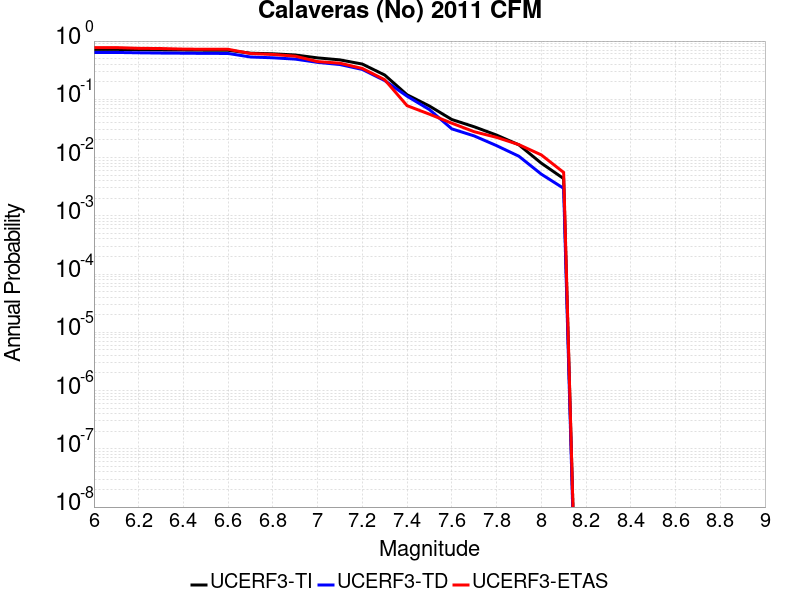 Calaveras (No) 2011 CFM
10^0
10^-1
10^-2
10^-3
10^-4
10^-5
10^-6
10^-7
10^-8
Annual Probability
6 6.2 6.4 6.6 6.8 7 7.2 7.4 7.6 7.8 8 8.2 8.4 8.6 8.8 9
Magnitude
UCERF3-TI UCERF3-TD UCERF3-ETAS